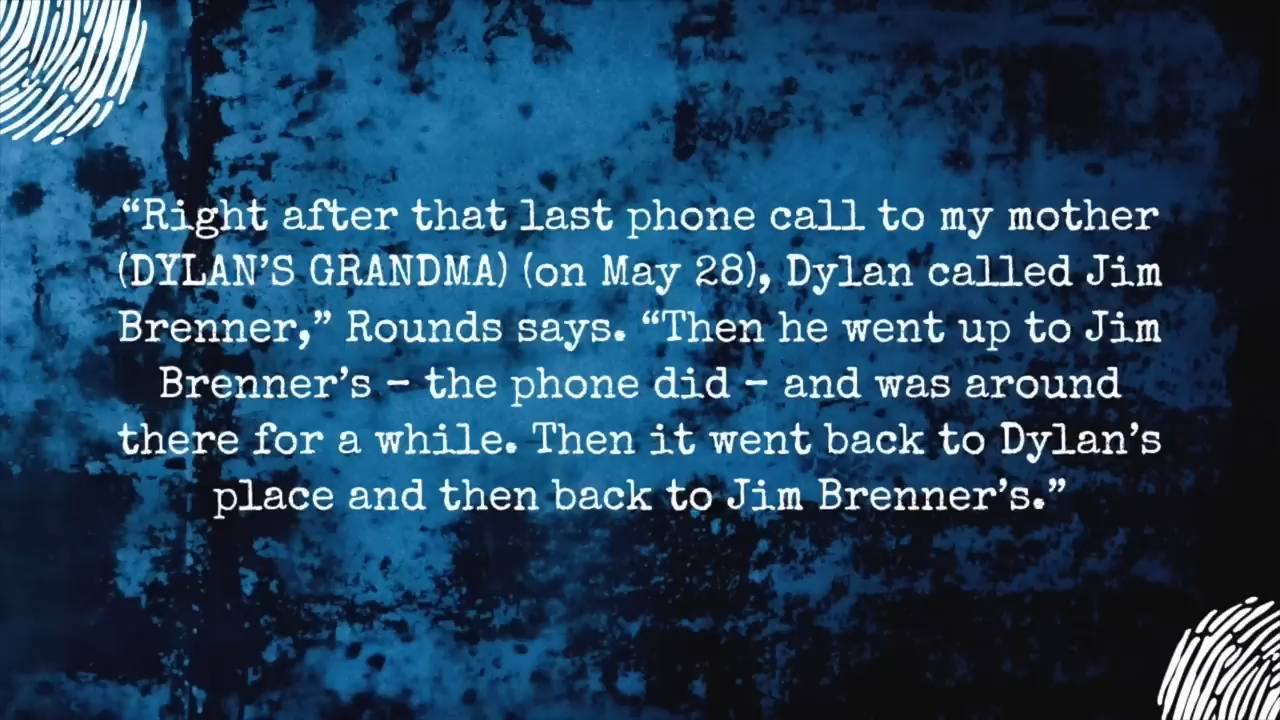 “Right after that last phone call to my mother
(DYLAN’S GRANDMA) (on May 28), Dylan called Jim
Brenner,” Rounds says. “Then he went up to Jim
Brenner’s – the phone did – and was around
there for a while. Then it went back to Dylan’s
place and then back to Jim Brenner’s.”